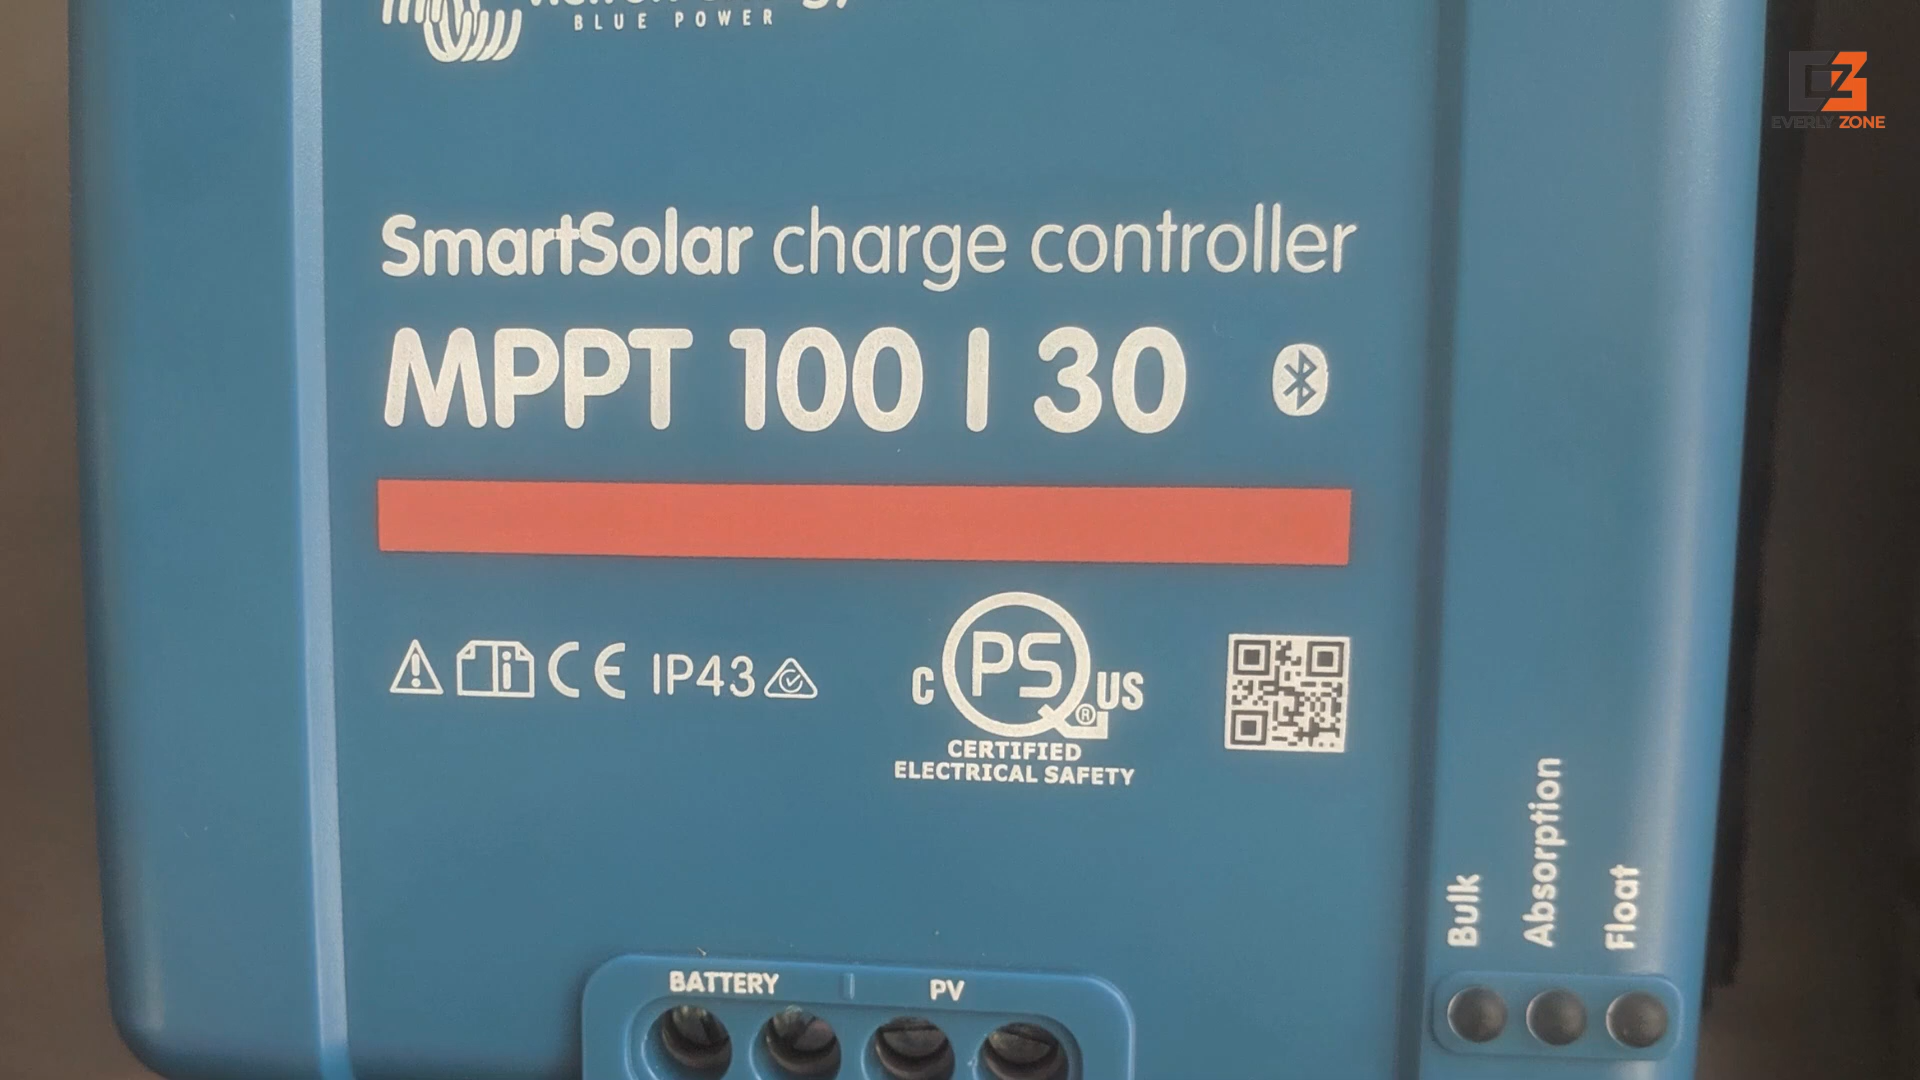 BLUE POWER
EVERLY ZONE
SmartSolar charge controller
MPPT 100 | 30
CE IP43
C PS US
®
CERTIFIED
ELECTRICAL SAFETY
Bulk
Absorption
Float
BATTERY | PV